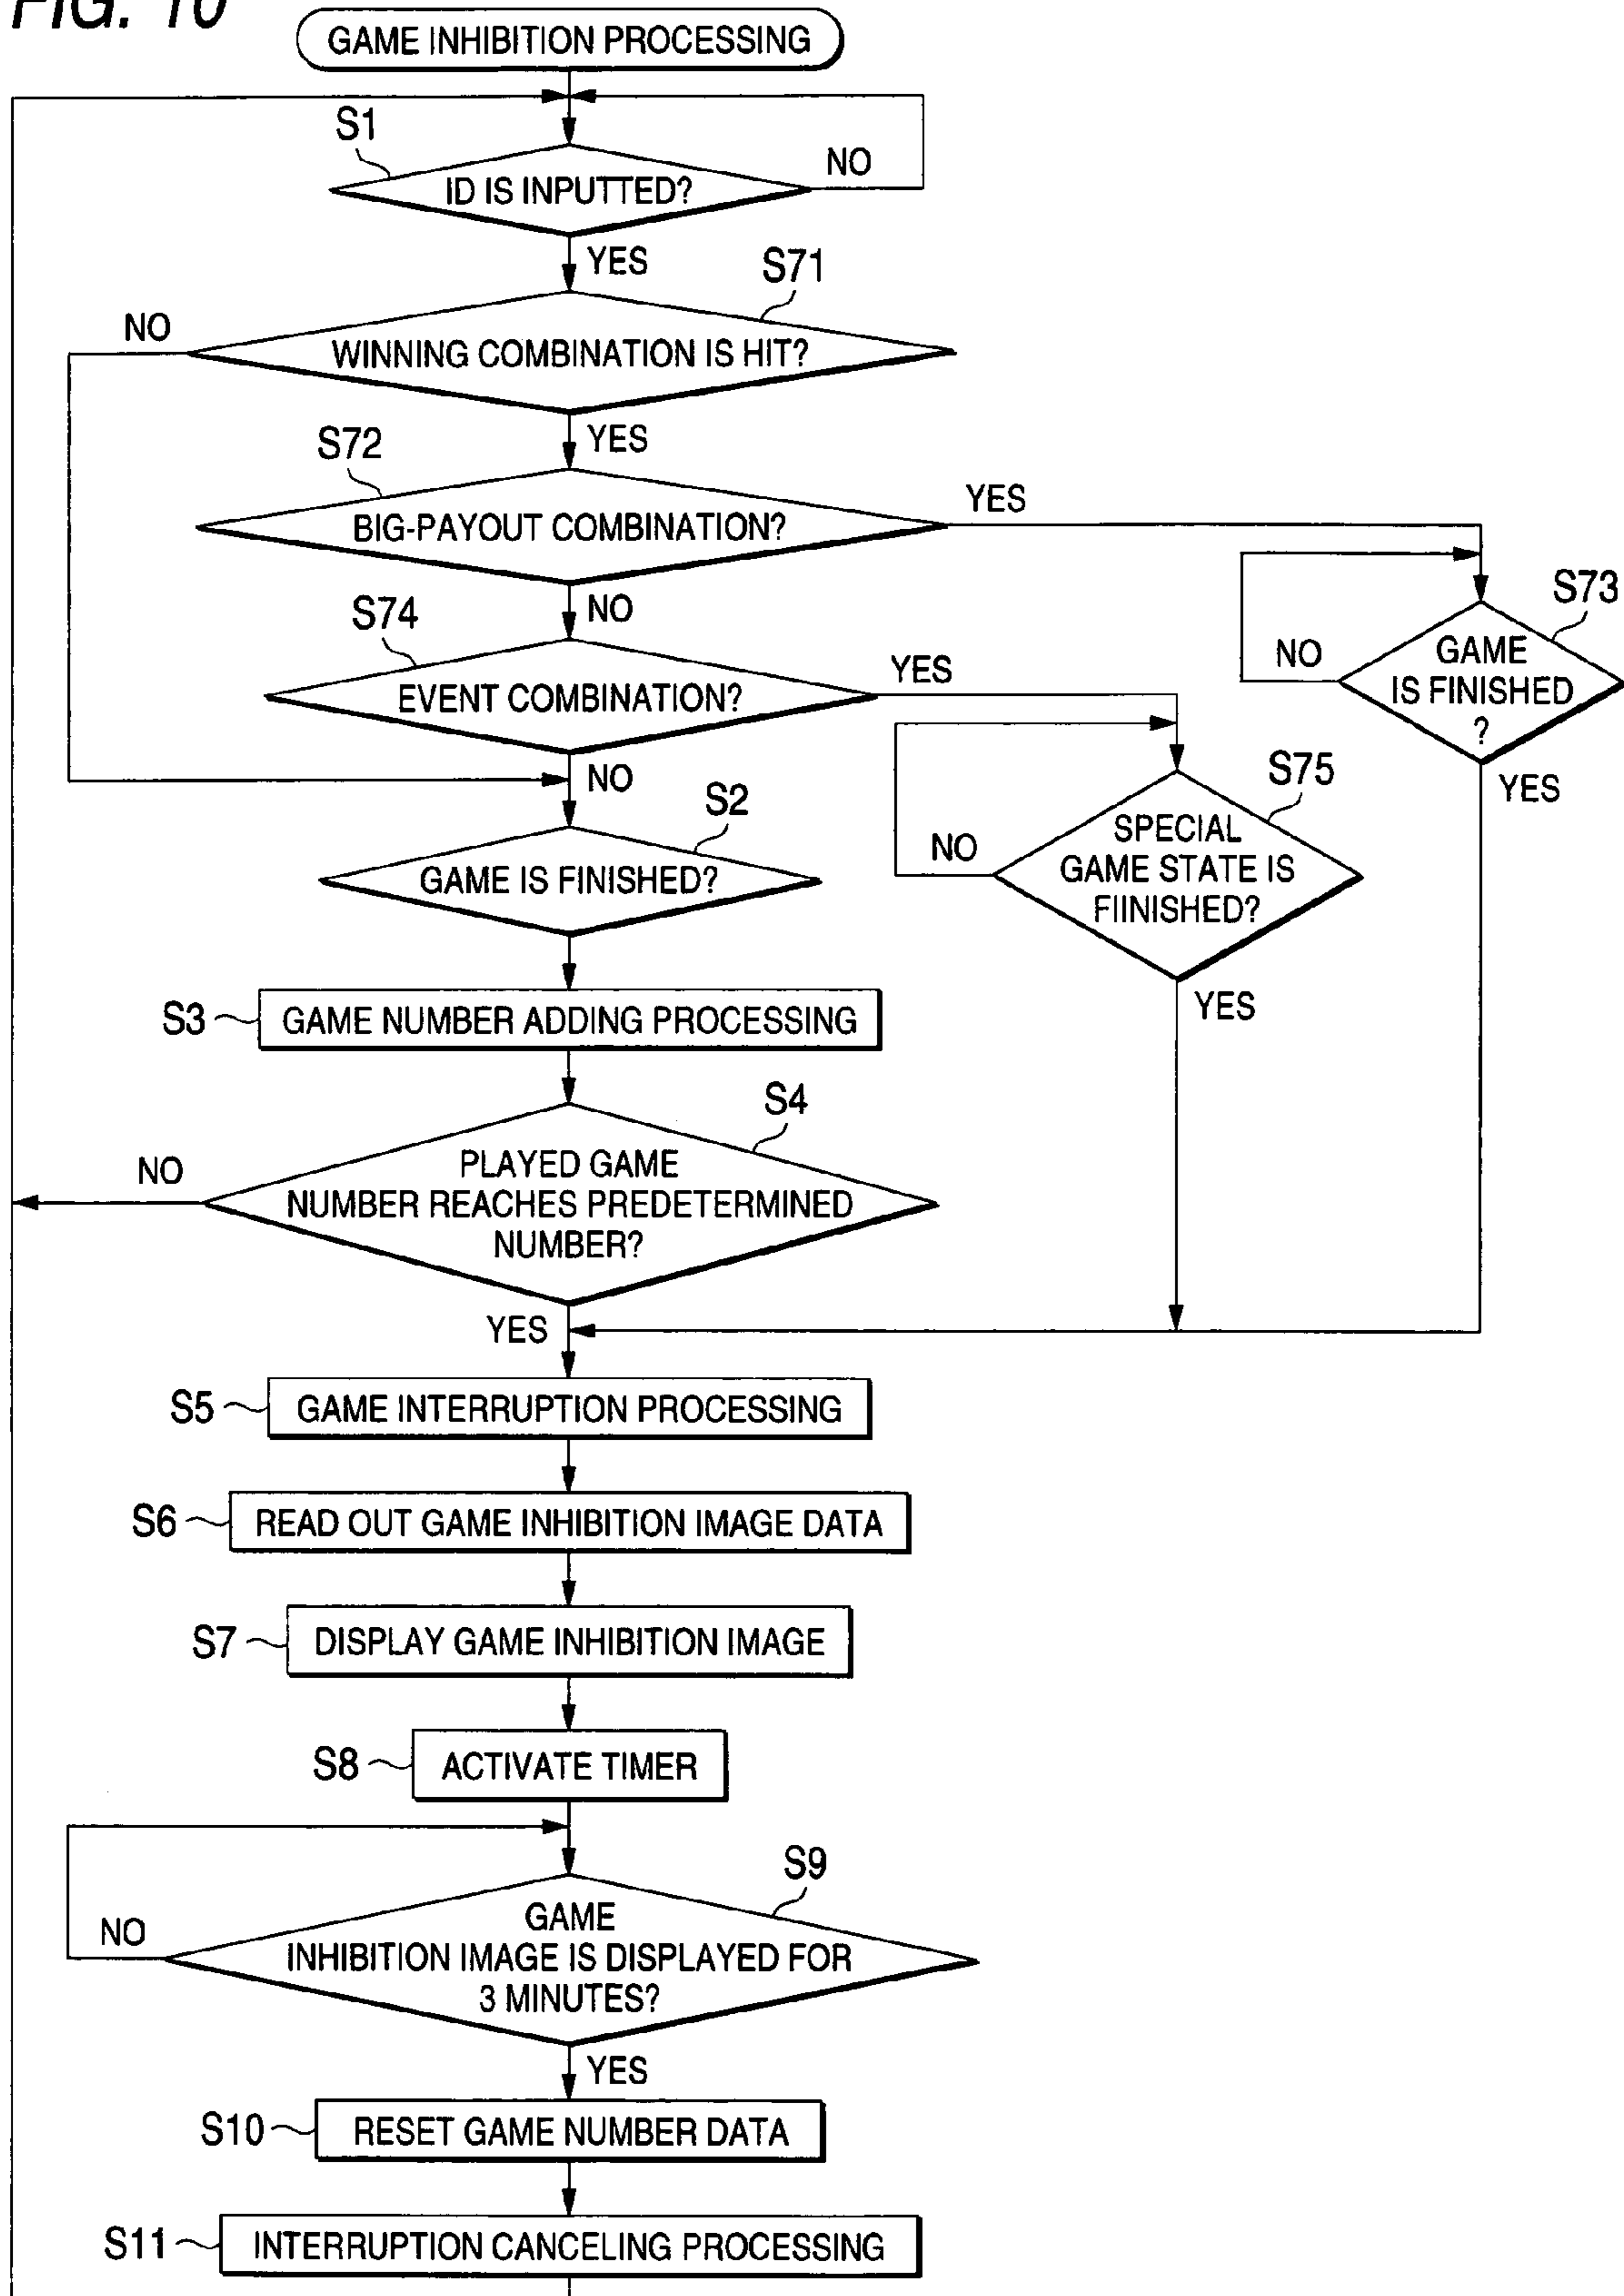 FIG. 10
GAME INHIBITION PROCESSING
S1
ID IS INPUTTED?
NO
YES
S71
NO
WINNING COMBINATION IS HIT?
YES
S72
BIG-PAYOUT COMBINATION?
YES
NO
S73
GAME
IS FINISHED
?
NO
YES
S74
EVENT COMBINATION?
YES
NO
S75
SPECIAL
GAME STATE IS
FIINISHED?
NO
YES
S2
GAME IS FINISHED?
S3
GAME NUMBER ADDING PROCESSING
S4
PLAYED GAME
NUMBER REACHES PREDETERMINED
NUMBER?
NO
YES
S5
GAME INTERRUPTION PROCESSING
S6
READ OUT GAME INHIBITION IMAGE DATA
S7
DISPLAY GAME INHIBITION IMAGE
S8
ACTIVATE TIMER
S9
GAME
INHIBITION IMAGE IS DISPLAYED FOR
3 MINUTES?
NO
YES
S10
RESET GAME NUMBER DATA
S11
INTERRUPTION CANCELING PROCESSING